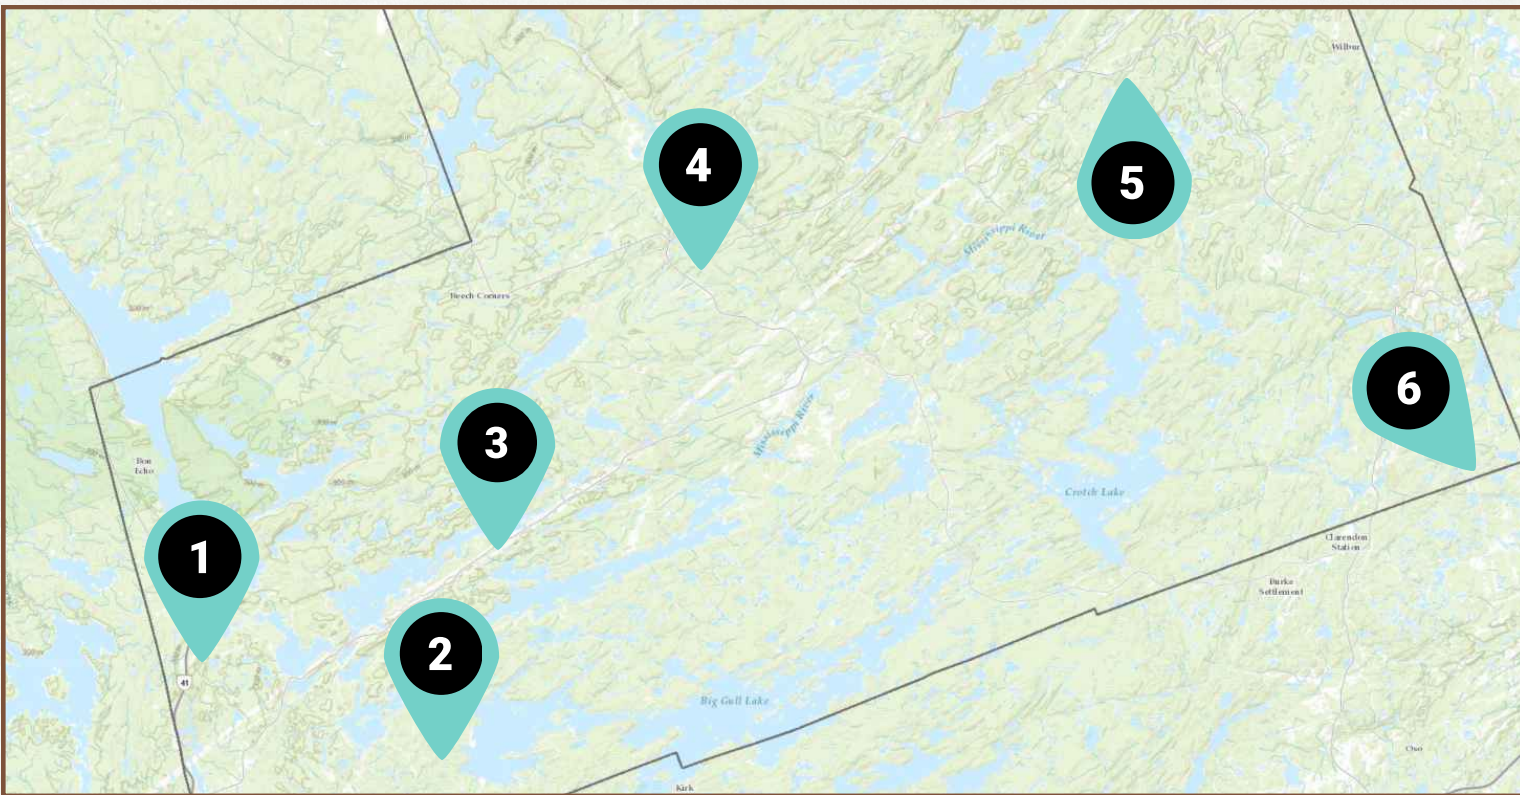 Wilbur
4
5
Mississippi River
Beech Corners
6
3
Mississippi River
Bon
Echo
Crotch Lake
1
Clarendon
Station
Burke
Settlement
2
41
Big Gull Lake
Oso
Kirk